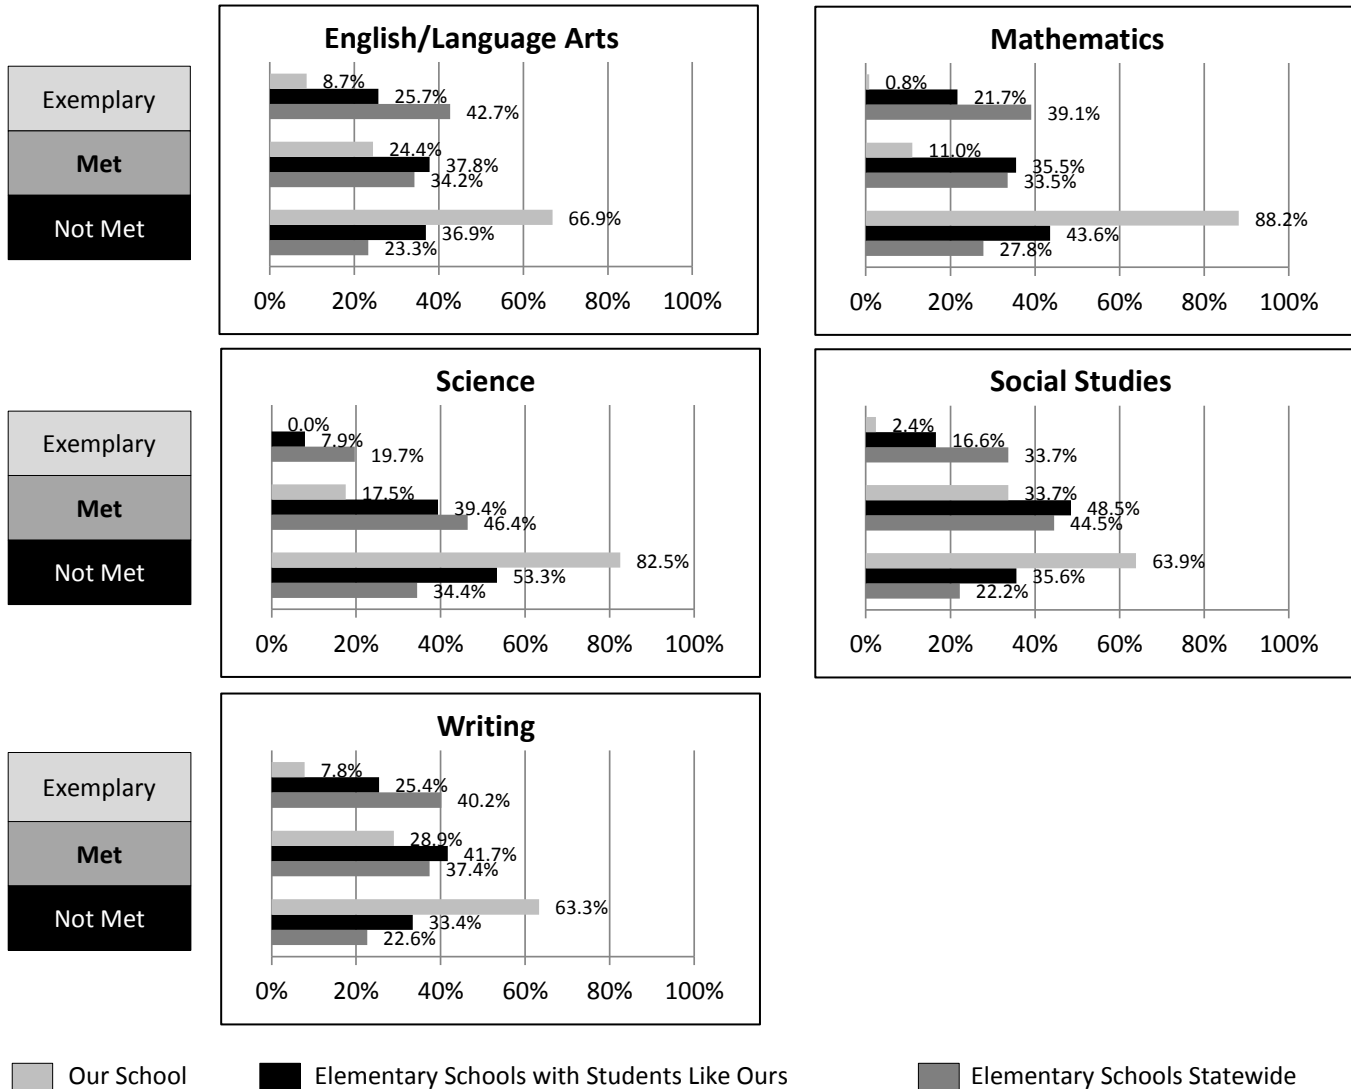 English/Language Arts
Exemplary
Met
Not Met
8.7%
25.7%
42.7%
24.4%
37.8%
34.2%
66.9%
36.9%
23.3%
0% 20% 40% 60% 80% 100%
Mathematics
0.8%
21.7%
39.1%
11.0%
35.5%
33.5%
88.2%
43.6%
27.8%
0% 20% 40% 60% 80% 100%
Science
Exemplary
Met
Not Met
0.0%
7.9%
19.7%
17.5%
39.4%
46.4%
82.5%
53.3%
34.4%
0% 20% 40% 60% 80% 100%
Social Studies
2.4%
16.6%
33.7%
33.7%
48.5%
44.5%
63.9%
35.6%
22.2%
0% 20% 40% 60% 80% 100%
Writing
Exemplary
Met
Not Met
7.8%
25.4%
40.2%
28.9%
41.7%
37.4%
63.3%
33.4%
22.6%
0% 20% 40% 60% 80% 100%
Our School
Elementary Schools with Students Like Ours
Elementary Schools Statewide